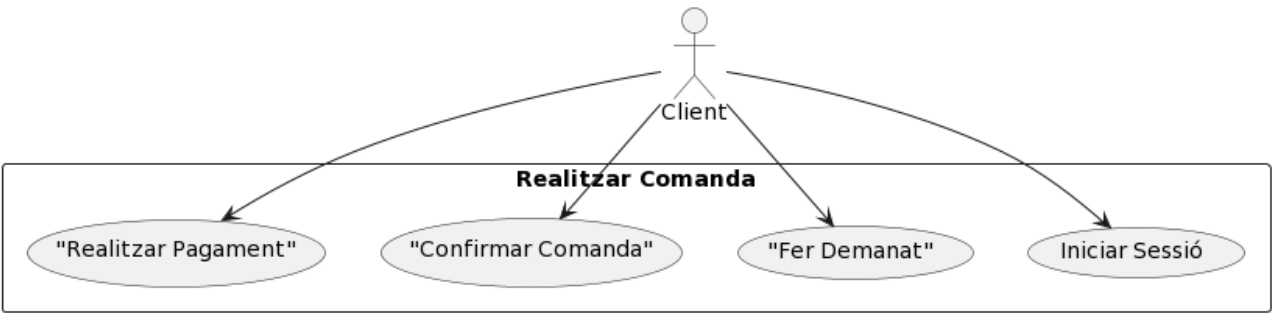 Client
Realitzar Comanda
"Realitzar Pagament"
"Confirmar Comanda"
"Fer Demanat"
Iniciar Sessió